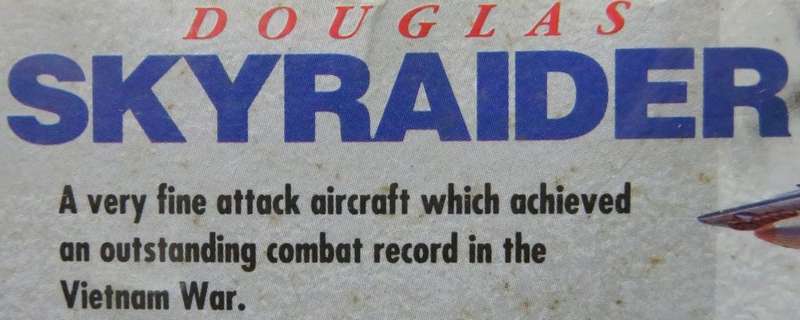 DOUGLAS
SKYRAIDER
A very fine attack aircraft which achieved
an outstanding combat record in the
Vietnam War.